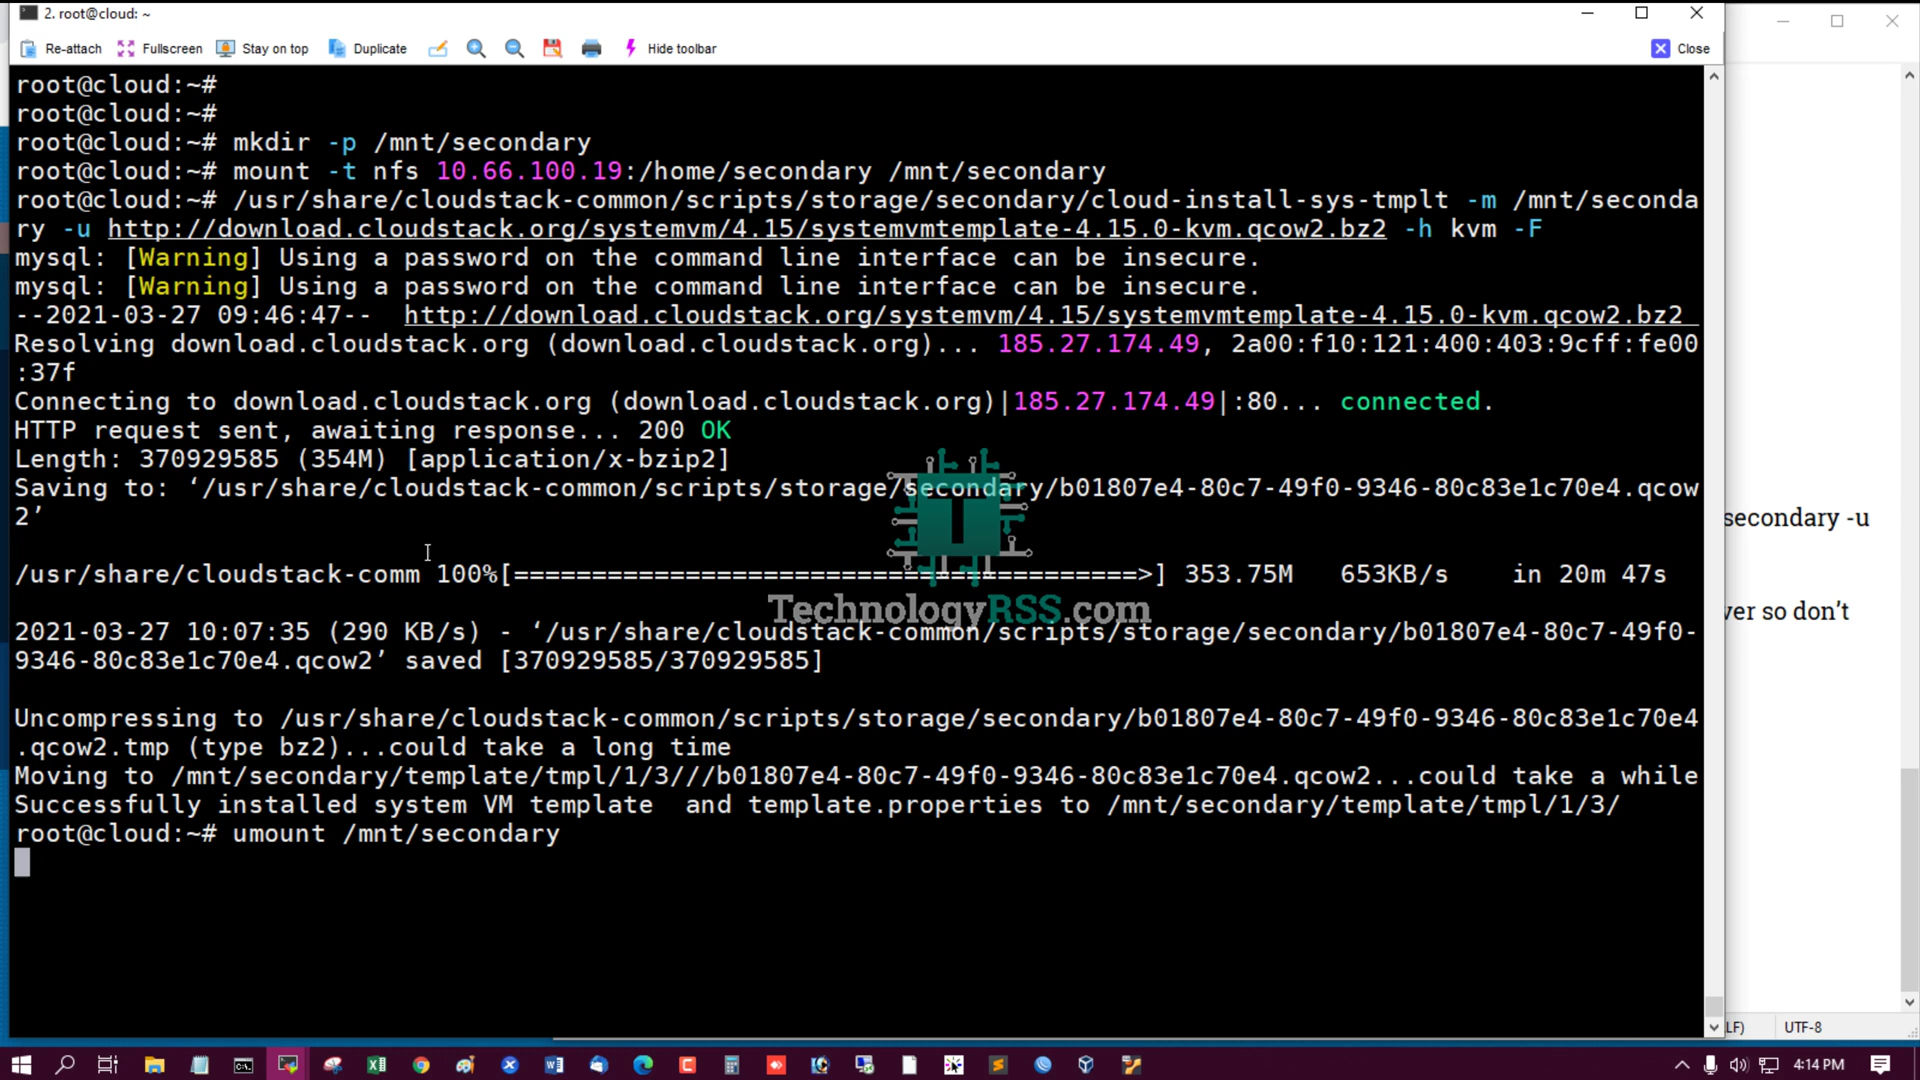 2. root@cloud: ~
Re-attach Fullscreen Stay on top Duplicate Hide toolbar Close
root@cloud:~#
root@cloud:~#
root@cloud:~# mkdir -p /mnt/secondary
root@cloud:~# mount -t nfs 10.66.100.19:/home/secondary /mnt/secondary
root@cloud:~# /usr/share/cloudstack-common/scripts/storage/secondary/cloud-install-sys-tmplt -m /mnt/seconda
ry -u http://download.cloudstack.org/systemvm/4.15/systemvmtemplate-4.15.0-kvm.qcow2.bz2 -h kvm -F
mysql: [Warning] Using a password on the command line interface can be insecure.
mysql: [Warning] Using a password on the command line interface can be insecure.
--2021-03-27 09:46:47-- http://download.cloudstack.org/systemvm/4.15/systemvmtemplate-4.15.0-kvm.qcow2.bz2
Resolving download.cloudstack.org (download.cloudstack.org)... 185.27.174.49, 2a00:f10:121:400:403:9cff:fe00
:37f
Connecting to download.cloudstack.org (download.cloudstack.org)|185.27.174.49|:80... connected.
HTTP request sent, awaiting response... 200 OK
Length: 370929585 (354M) [application/x-bzip2]
Saving to: ‘/usr/share/cloudstack-common/scripts/storage/secondary/b01807e4-80c7-49f0-9346-80c83e1c70e4.qcow
2’
/usr/share/cloudstack-comm 100%[========================================>] 353.75M 653KB/s in 20m 47s
2021-03-27 10:07:35 (290 KB/s) - ‘/usr/share/cloudstack-common/scripts/storage/secondary/b01807e4-80c7-49f0-
9346-80c83e1c70e4.qcow2’ saved [370929585/370929585]
Uncompressing to /usr/share/cloudstack-common/scripts/storage/secondary/b01807e4-80c7-49f0-9346-80c83e1c70e4
.qcow2.tmp (type bz2)...could take a long time
Moving to /mnt/secondary/template/tmpl/1/3///b01807e4-80c7-49f0-9346-80c83e1c70e4.qcow2...could take a while
Successfully installed system VM template and template.properties to /mnt/secondary/template/tmpl/1/3/
root@cloud:~# umount /mnt/secondary
T
TechnologyRSS.com
secondary -u
ver so don’t
LF) UTF-8
4:14 PM